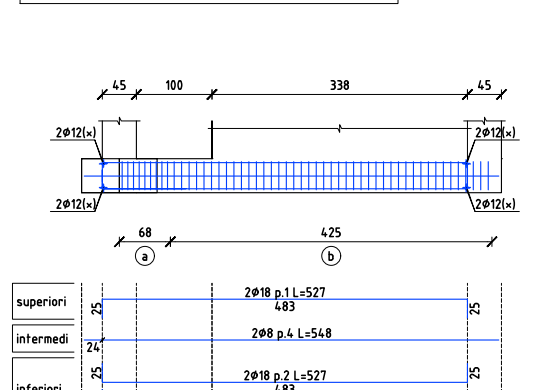 45 100 338 45
2Ø12(×) 2Ø12(×)
2Ø12(×) 2Ø12(×)
68 425
a b
superiori 25 2Ø18 p.1 L=527 25
483
intermedi 2Ø8 p.4 L=548
24
inferiori 25 2Ø18 p.2 L=527 25
483